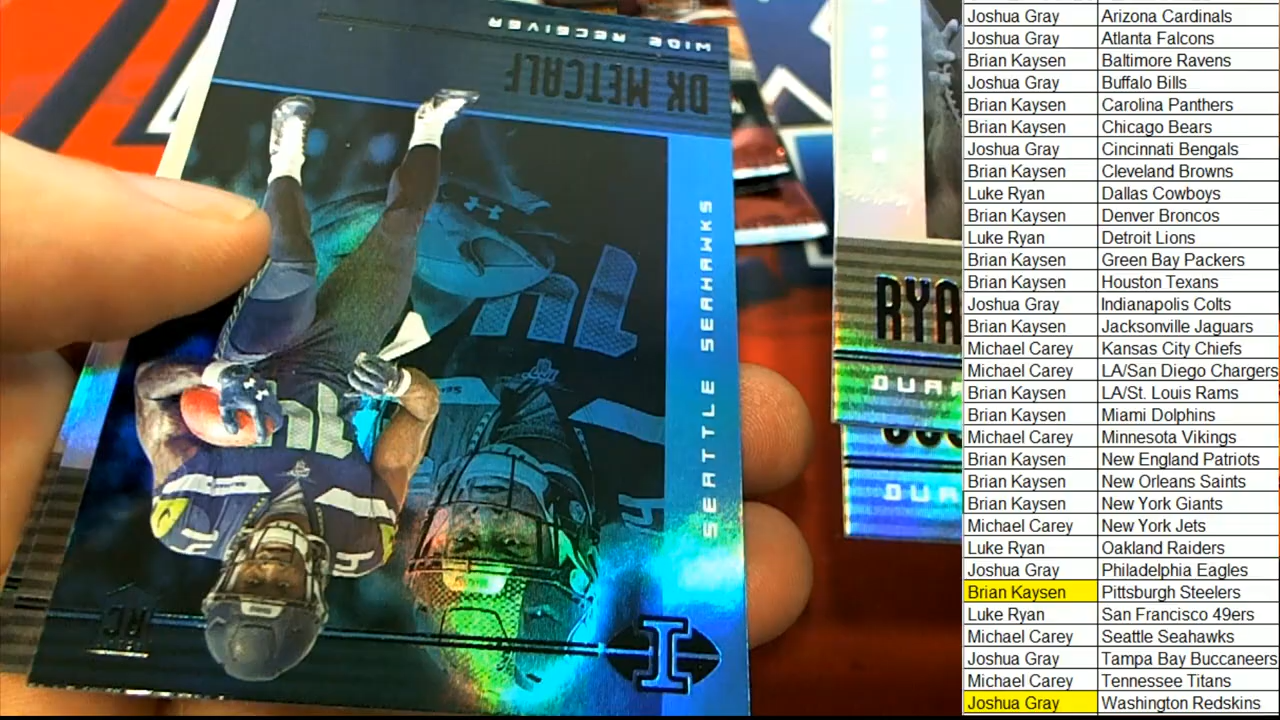 WIDE RECEIVER
DK METCALF
SEATTLE SEAHAWKS
14
RC
I
RYA
Joshua Gray Arizona Cardinals
Joshua Gray Atlanta Falcons
Brian Kaysen Baltimore Ravens
Joshua Gray Buffalo Bills
Brian Kaysen Carolina Panthers
Brian Kaysen Chicago Bears
Joshua Gray Cincinnati Bengals
Brian Kaysen Cleveland Browns
Luke Ryan Dallas Cowboys
Brian Kaysen Denver Broncos
Luke Ryan Detroit Lions
Brian Kaysen Green Bay Packers
Brian Kaysen Houston Texans
Joshua Gray Indianapolis Colts
Brian Kaysen Jacksonville Jaguars
Michael Carey Kansas City Chiefs
Michael Carey LA/San Diego Chargers
Brian Kaysen LA/St. Louis Rams
Brian Kaysen Miami Dolphins
Michael Carey Minnesota Vikings
Brian Kaysen New England Patriots
Brian Kaysen New Orleans Saints
Brian Kaysen New York Giants
Michael Carey New York Jets
Luke Ryan Oakland Raiders
Joshua Gray Philadelphia Eagles
Brian Kaysen Pittsburgh Steelers
Luke Ryan San Francisco 49ers
Michael Carey Seattle Seahawks
Joshua Gray Tampa Bay Buccaneers
Michael Carey Tennessee Titans
Joshua Gray Washington Redskins